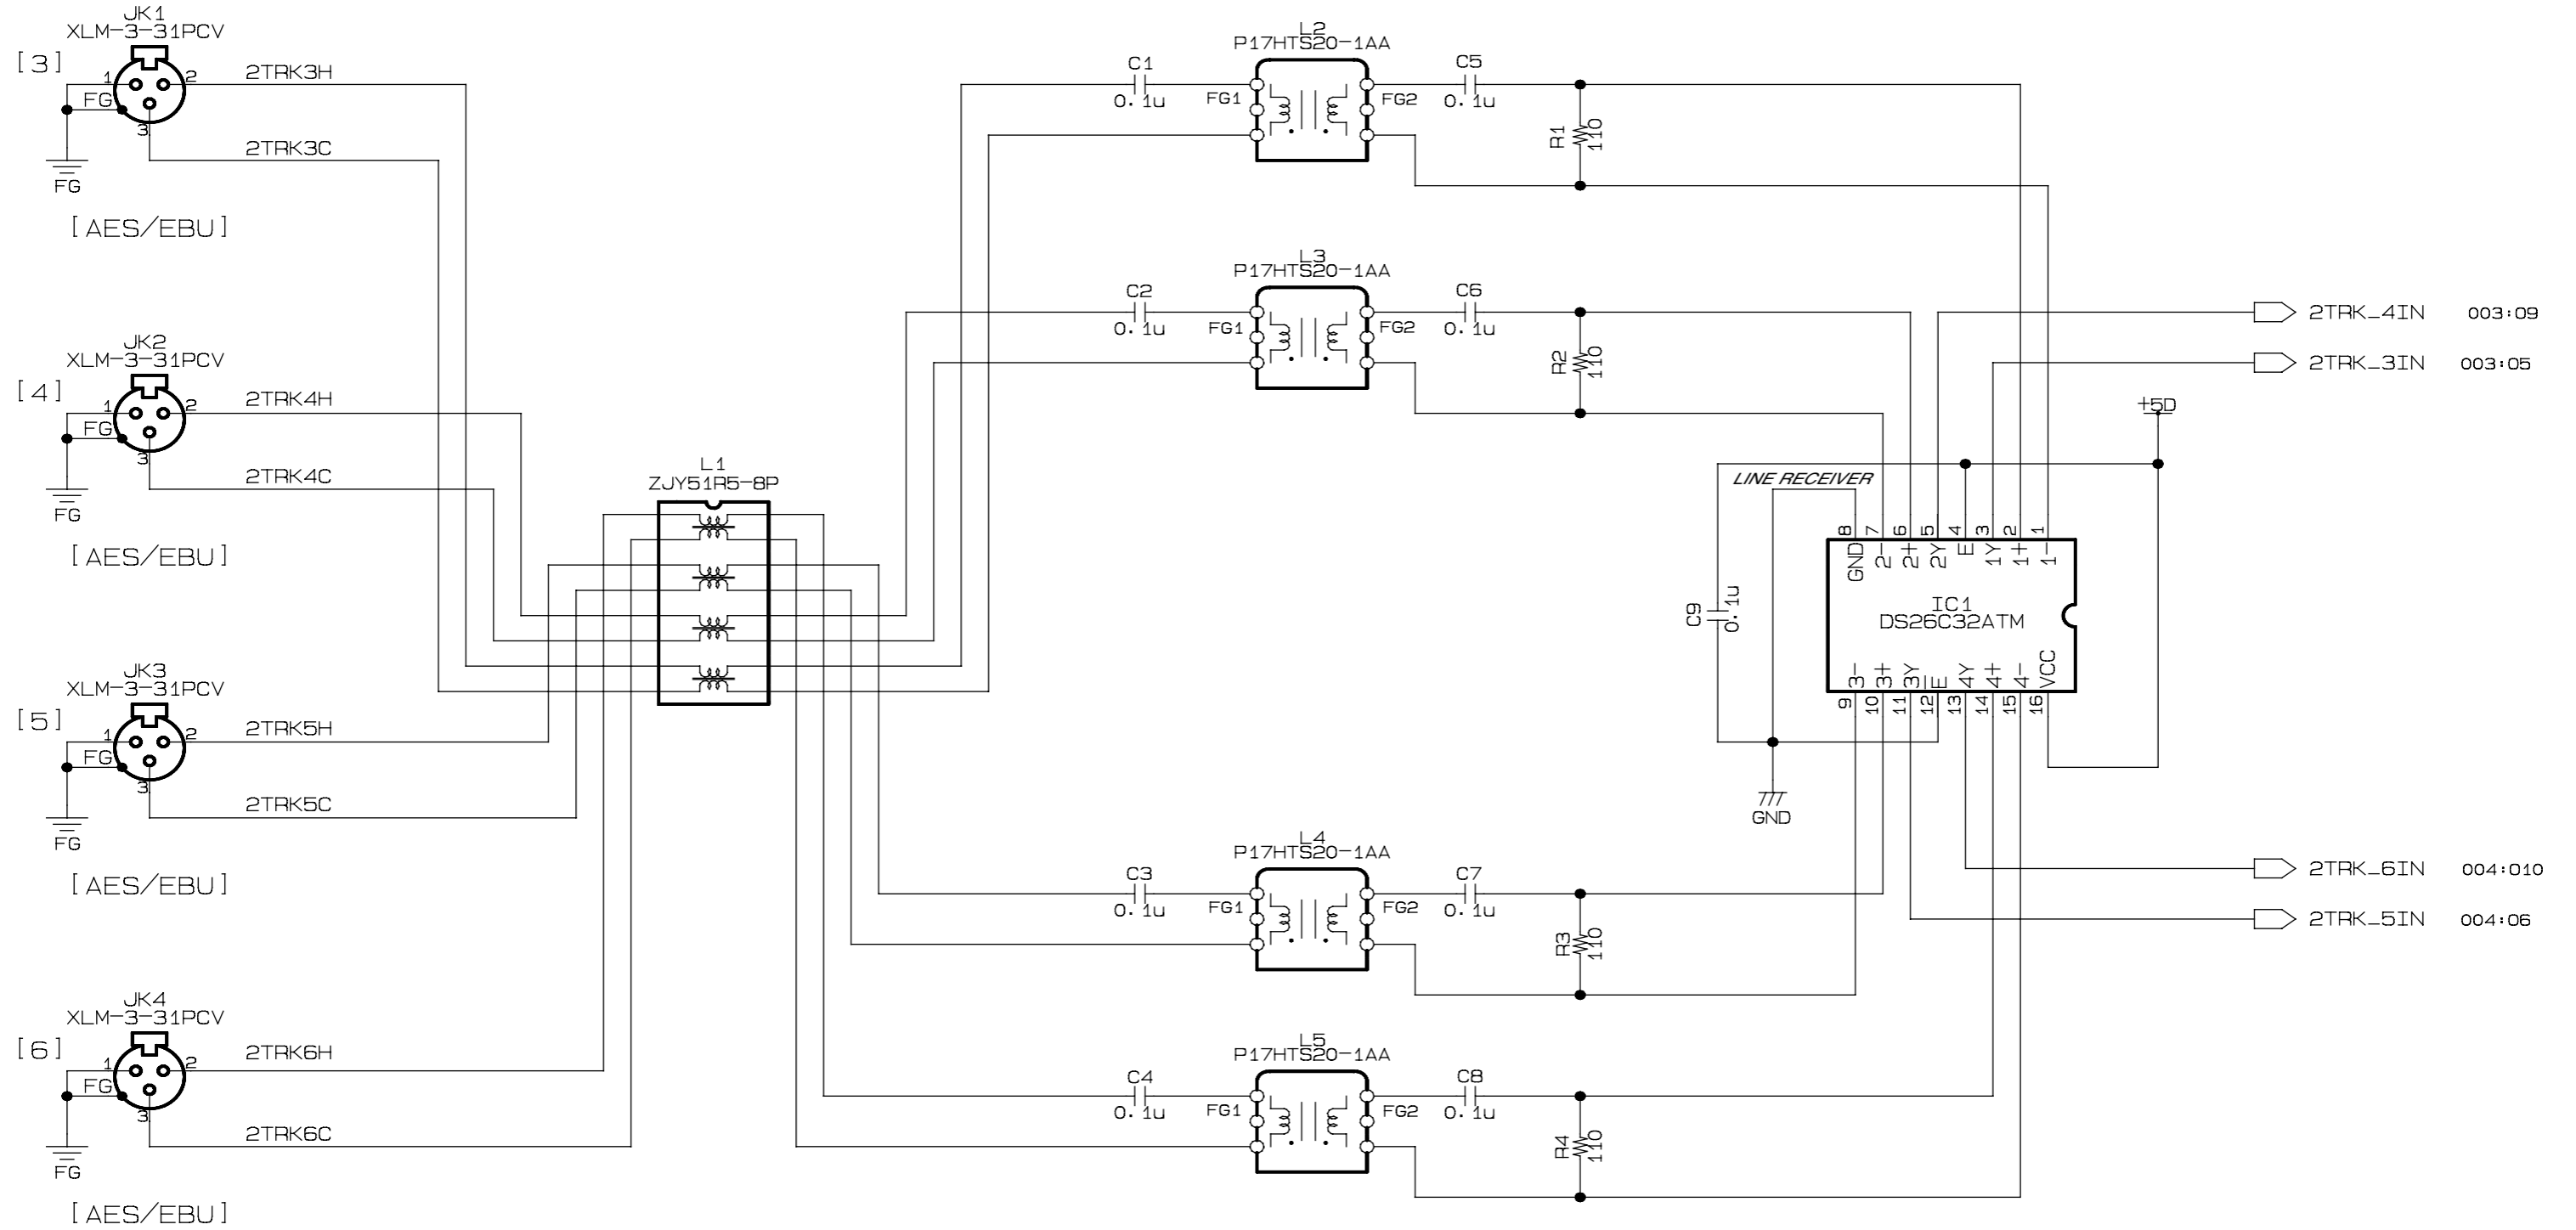 JK1
XLM-3-31PCV
[3]
1
2
FG
3
2TRK3H
2TRK3C
FG
[AES/EBU]
JK2
XLM-3-31PCV
[4]
1
2
FG
3
2TRK4H
2TRK4C
FG
[AES/EBU]
JK3
XLM-3-31PCV
[5]
1
2
FG
3
2TRK5H
2TRK5C
FG
[AES/EBU]
JK4
XLM-3-31PCV
[6]
1
2
FG
3
2TRK6H
2TRK6C
FG
[AES/EBU]
L1
ZJY51R5-8P
L2
P17HTS20-1AA
C1
0.1u
FG1
FG2
C5
0.1u
R1
110
L3
P17HTS20-1AA
C2
0.1u
FG1
FG2
C6
0.1u
R2
110
L4
P17HTS20-1AA
C3
0.1u
FG1
FG2
C7
0.1u
R3
110
L5
P17HTS20-1AA
C4
0.1u
FG1
FG2
C8
0.1u
R4
110
LINE RECEIVER
8 7 6 5 4 3 2 1
GND 2- 2+ 2Y E 1Y 1+ 1-
IC1
DS26C32ATM
3- 3+ 3Y E 4Y 4+ 4- VCC
9 10 11 12 13 14 15 16
C9
0.1u
GND
+5D
2TRK_4IN 003:09
2TRK_3IN 003:05
2TRK_6IN 004:010
2TRK_5IN 004:06